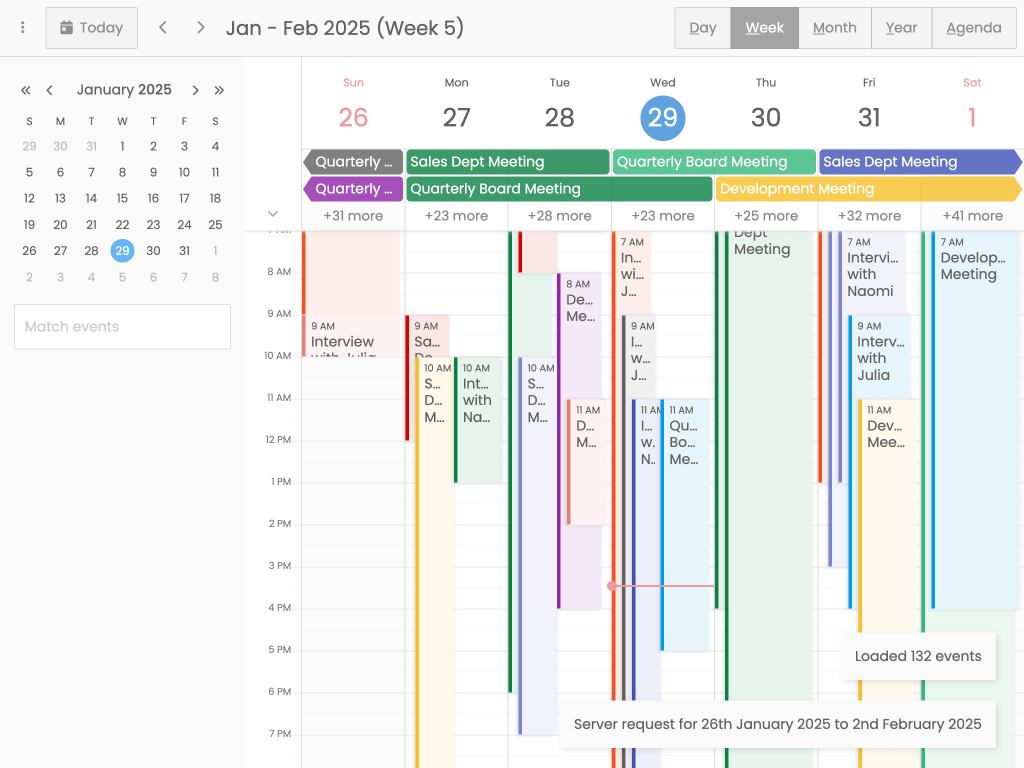 Today
Jan - Feb 2025 (Week 5)
Day Week Month Year Agenda
January 2025
S M T W T F S
29 30 31 1 2 3 4
5 6 7 8 9 10 11
12 13 14 15 16 17 18
19 20 21 22 23 24 25
26 27 28 29 30 31 1
2 3 4 5 6 7 8
Match events
Sun Mon Tue Wed Thu Fri Sat
26 27 28 29 30 31 1
Quarterly ... Sales Dept Meeting Quarterly Board Meeting Sales Dept Meeting
Quarterly ... Quarterly Board Meeting Development Meeting
+31 more +23 more +28 more +23 more +25 more +32 more +41 more
8 AM
9 AM
10 AM
11 AM
12 PM
1 PM
2 PM
3 PM
4 PM
5 PM
6 PM
7 PM
9 AM
Interview
with Julia
9 AM
Sa...
De...
10 AM
S...
D...
M...
10 AM
Int...
with
Na...
10 AM
S...
D...
M...
8 AM
De...
Me...
11 AM
D...
M...
7 AM
In...
wi...
J...
9 AM
I...
w...
J...
11 AM
I...
w.
N..
11 AM
Qu...
Bo...
Me...
Dept
Meeting
7 AM
Intervi...
with
Naomi
9 AM
Interv...
with
Julia
11 AM
Dev...
Mee...
7 AM
Develop...
Meeting
Loaded 132 events
Server request for 26th January 2025 to 2nd February 2025